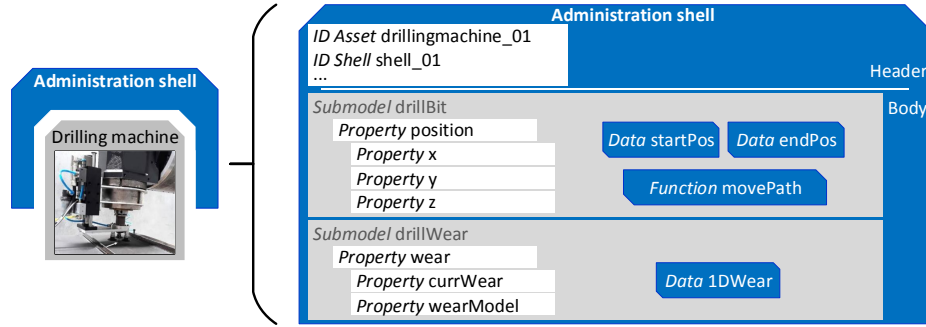 Administration shell
Drilling machine
Administration shell
ID Asset drillingmachine_01
ID Shell shell_01
...
Header
Body
Submodel drillBit
Property position
Property x
Property y
Property z
Data startPos
Data endPos
Function movePath
Submodel drillWear
Property wear
Property currWear
Property wearModel
Data 1DWear